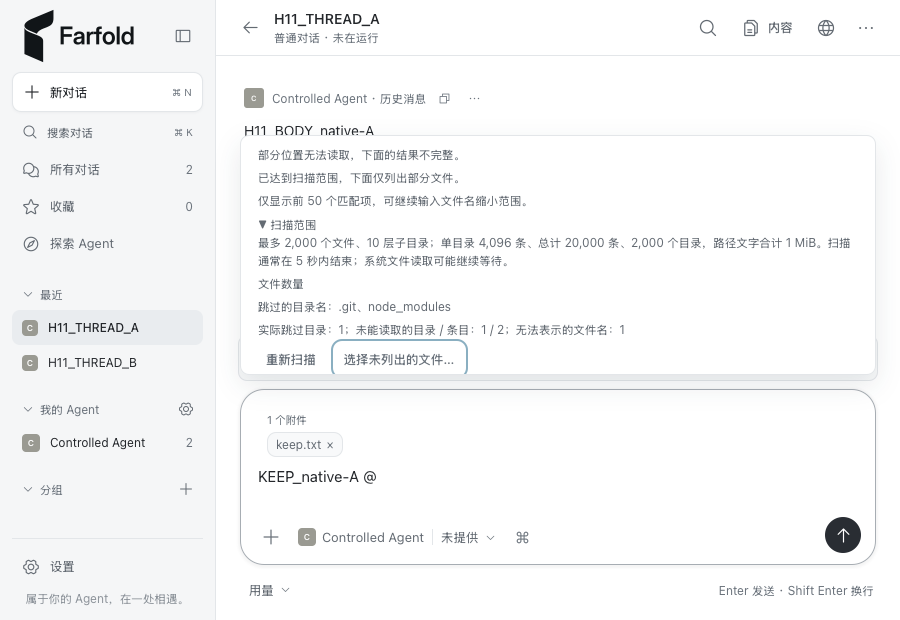 Farfold
新对话
⌘ N
搜索对话
⌘ K
所有对话
2
收藏
0
探索 Agent
最近
C H11_THREAD_A
C H11_THREAD_B
我的 Agent
C Controlled Agent
2
分组
设置
属于你的 Agent，在一处相遇。
H11_THREAD_A
普通对话 · 未在运行
内容
C Controlled Agent · 历史消息
H11_BODY_native-A
部分位置无法读取，下面的结果不完整。
已达到扫描范围，下面仅列出部分文件。
仅显示前 50 个匹配项，可继续输入文件名缩小范围。
▼ 扫描范围
最多 2,000 个文件、10 层子目录；单目录 4,096 条、总计 20,000 条、2,000 个目录，路径文字合计 1 MiB。扫描
通常在 5 秒内结束；系统文件读取可能继续等待。
文件数量
跳过的目录名：.git、node_modules
实际跳过目录：1；未能读取的目录 / 条目：1 / 2；无法表示的文件名：1
重新扫描
选择未列出的文件…
1 个附件
keep.txt ×
KEEP_native-A @
C Controlled Agent
未提供
⌘
用量
Enter 发送 · Shift Enter 换行